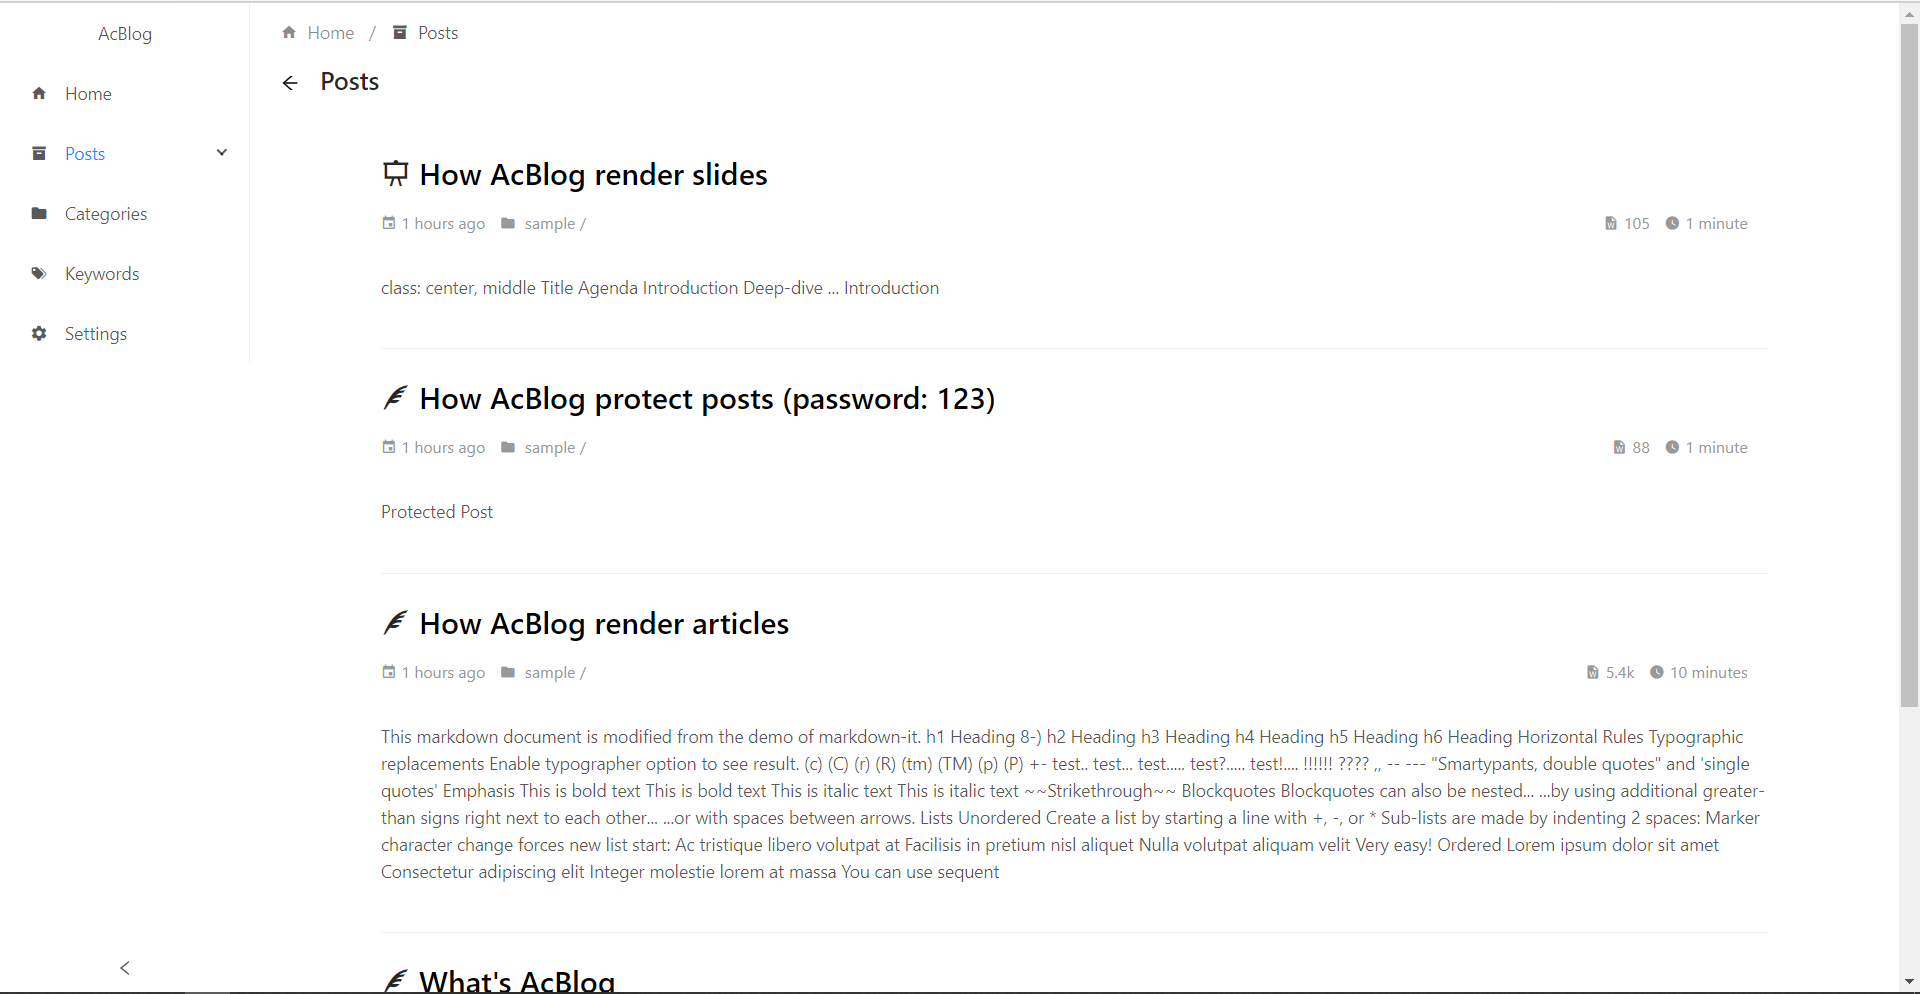 AcBlog
Home
Posts
Categories
Keywords
Settings
Home / Posts
Posts
How AcBlog render slides
1 hours ago sample / 105 1 minute
class: center, middle Title Agenda Introduction Deep-dive ... Introduction
How AcBlog protect posts (password: 123)
1 hours ago sample / 88 1 minute
Protected Post
How AcBlog render articles
1 hours ago sample / 5.4k 10 minutes
This markdown document is modified from the demo of markdown-it. h1 Heading 8-) h2 Heading h3 Heading h4 Heading h5 Heading h6 Heading Horizontal Rules Typographic
replacements Enable typographer option to see result. (c) (C) (r) (R) (tm) (TM) (p) (P) +- test.. test... test..... test?..... test!.... !!!!!! ???? ,, -- --- "Smartypants, double quotes" and 'single
quotes' Emphasis This is bold text This is bold text This is italic text This is italic text ~~Strikethrough~~ Blockquotes Blockquotes can also be nested... ...by using additional greater-
than signs right next to each other... ...or with spaces between arrows. Lists Unordered Create a list by starting a line with +, -, or * Sub-lists are made by indenting 2 spaces: Marker
character change forces new list start: Ac tristique libero volutpat at Facilisis in pretium nisl aliquet Nulla volutpat aliquam velit Very easy! Ordered Lorem ipsum dolor sit amet
Consectetur adipiscing elit Integer molestie lorem at massa You can use sequent
What's AcBlog